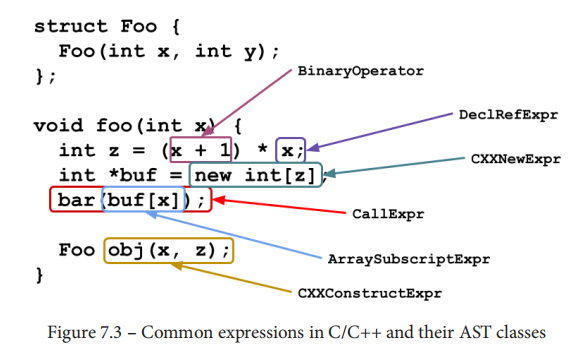 struct Foo {
Foo(int x, int y);
};
BinaryOperator
void foo(int x) {
DeclRefExpr
int z = (x + 1) * x;
CXXNewExpr
int *buf = new int[z],
bar(buf[x]);
CallExpr
Foo obj(x, z);
ArraySubscriptExpr
}
CXXConstructExpr
Figure 7.3 – Common expressions in C/C++ and their AST classes